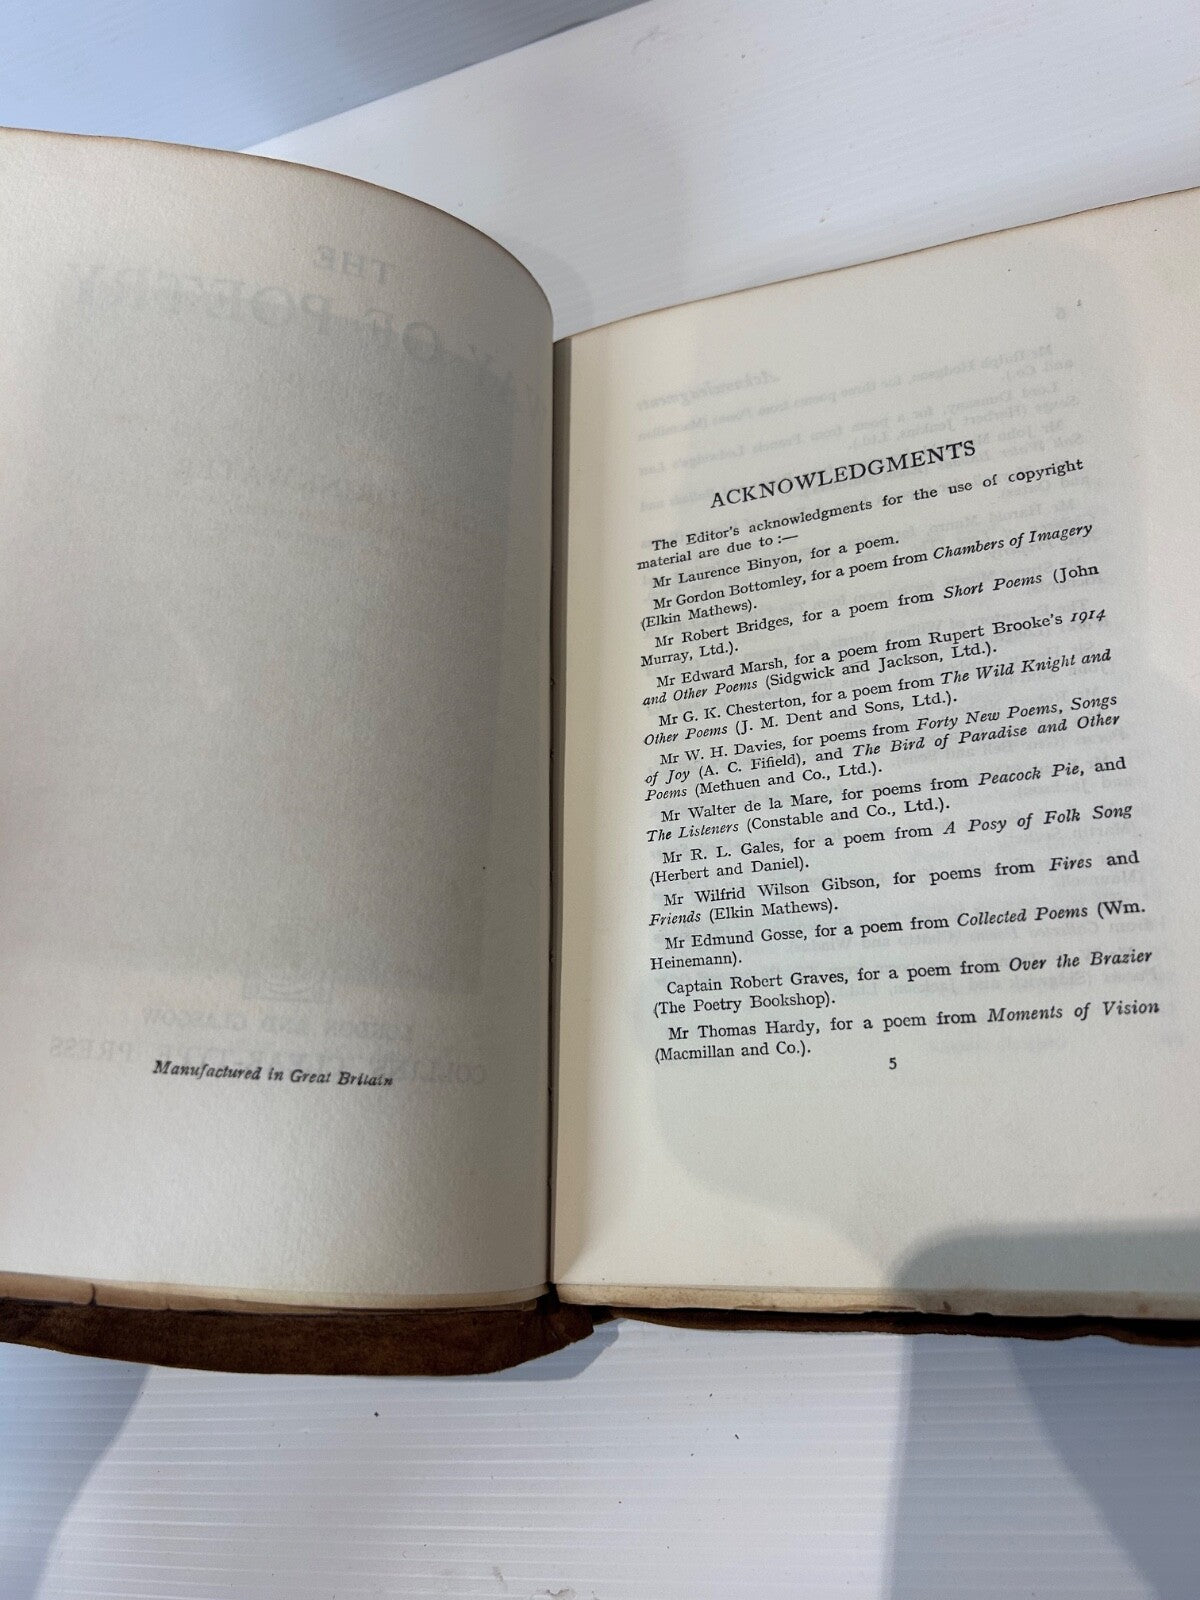 Manufactured in Great Britain
ACKNOWLEDGMENTS
The Editor's acknowledgments for the use of copyright
material are due to :—
Mr Laurence Binyon, for a poem.
Mr Gordon Bottomley, for a poem from Chambers of Imagery
(Elkin Mathews).
Mr Robert Bridges, for a poem from Short Poems (John
Murray, Ltd.).
Mr Edward Marsh, for a poem from Rupert Brooke's 1914
and Other Poems (Sidgwick and Jackson, Ltd.).
Mr G. K. Chesterton, for a poem from The Wild Knight and
Other Poems (J. M. Dent and Sons, Ltd.).
Mr W. H. Davies, for poems from Forty New Poems, Songs
of Joy (A. C. Fifield), and The Bird of Paradise and Other
Poems (Methuen and Co., Ltd.).
Mr Walter de la Mare, for poems from Peacock Pie, and
The Listeners (Constable and Co., Ltd.).
Mr R. L. Gales, for a poem from A Posy of Folk Song
(Herbert and Daniel).
Mr Wilfrid Wilson Gibson, for poems from Fires and
Friends (Elkin Mathews).
Mr Edmund Gosse, for a poem from Collected Poems (Wm.
Heinemann).
Captain Robert Graves, for a poem from Over the Brazier
(The Poetry Bookshop).
Mr Thomas Hardy, for a poem from Moments of Vision
(Macmillan and Co.).
5